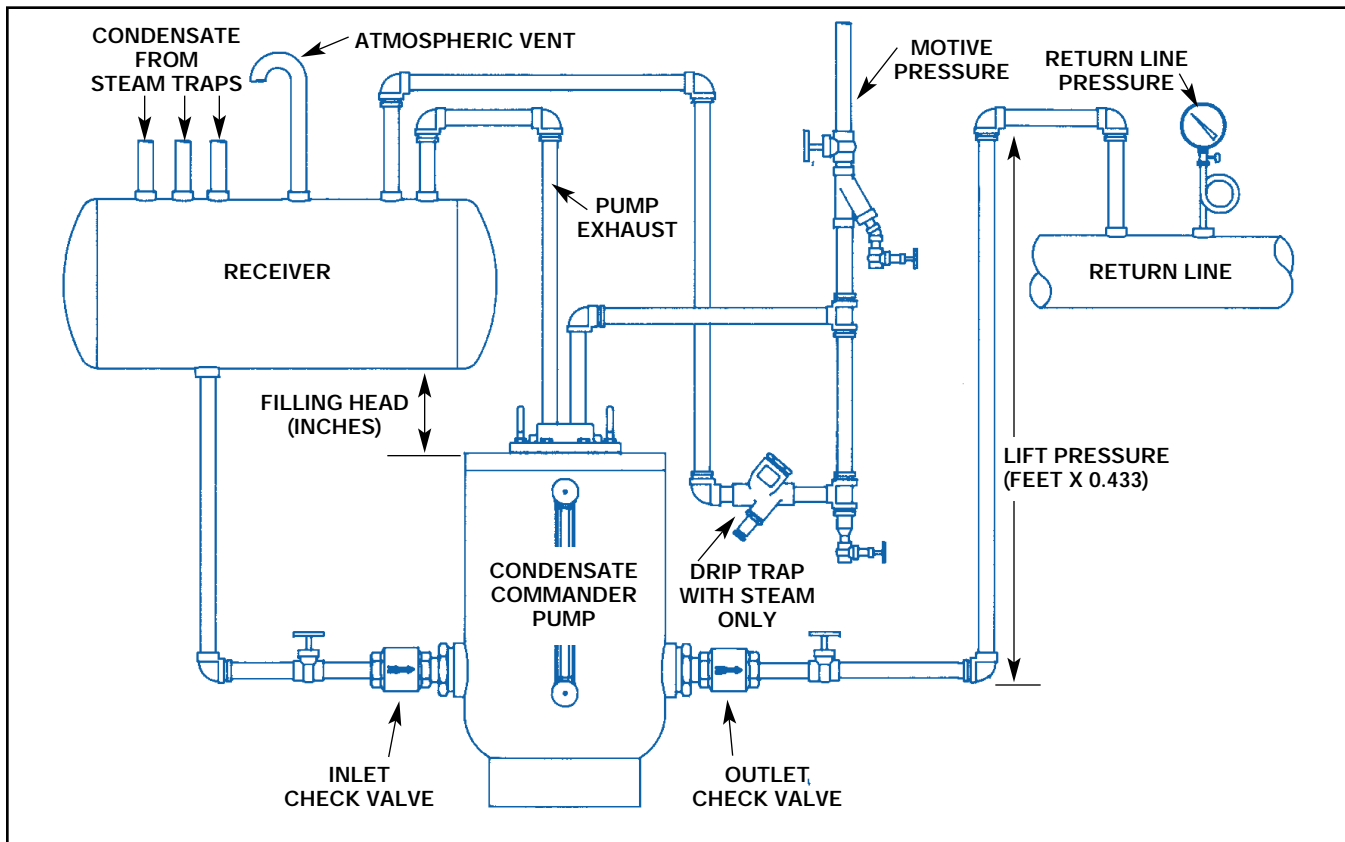 CONDENSATE
FROM
STEAM TRAPS
ATMOSPHERIC VENT
MOTIVE
PRESSURE
RETURN LINE
PRESSURE
PUMP
EXHAUST
RECEIVER
RETURN LINE
FILLING HEAD
(INCHES)
LIFT PRESSURE
(FEET X 0.433)
CONDENSATE
COMMANDER
PUMP
DRIP TRAP
WITH STEAM
ONLY
INLET
CHECK VALVE
OUTLET
CHECK VALVE